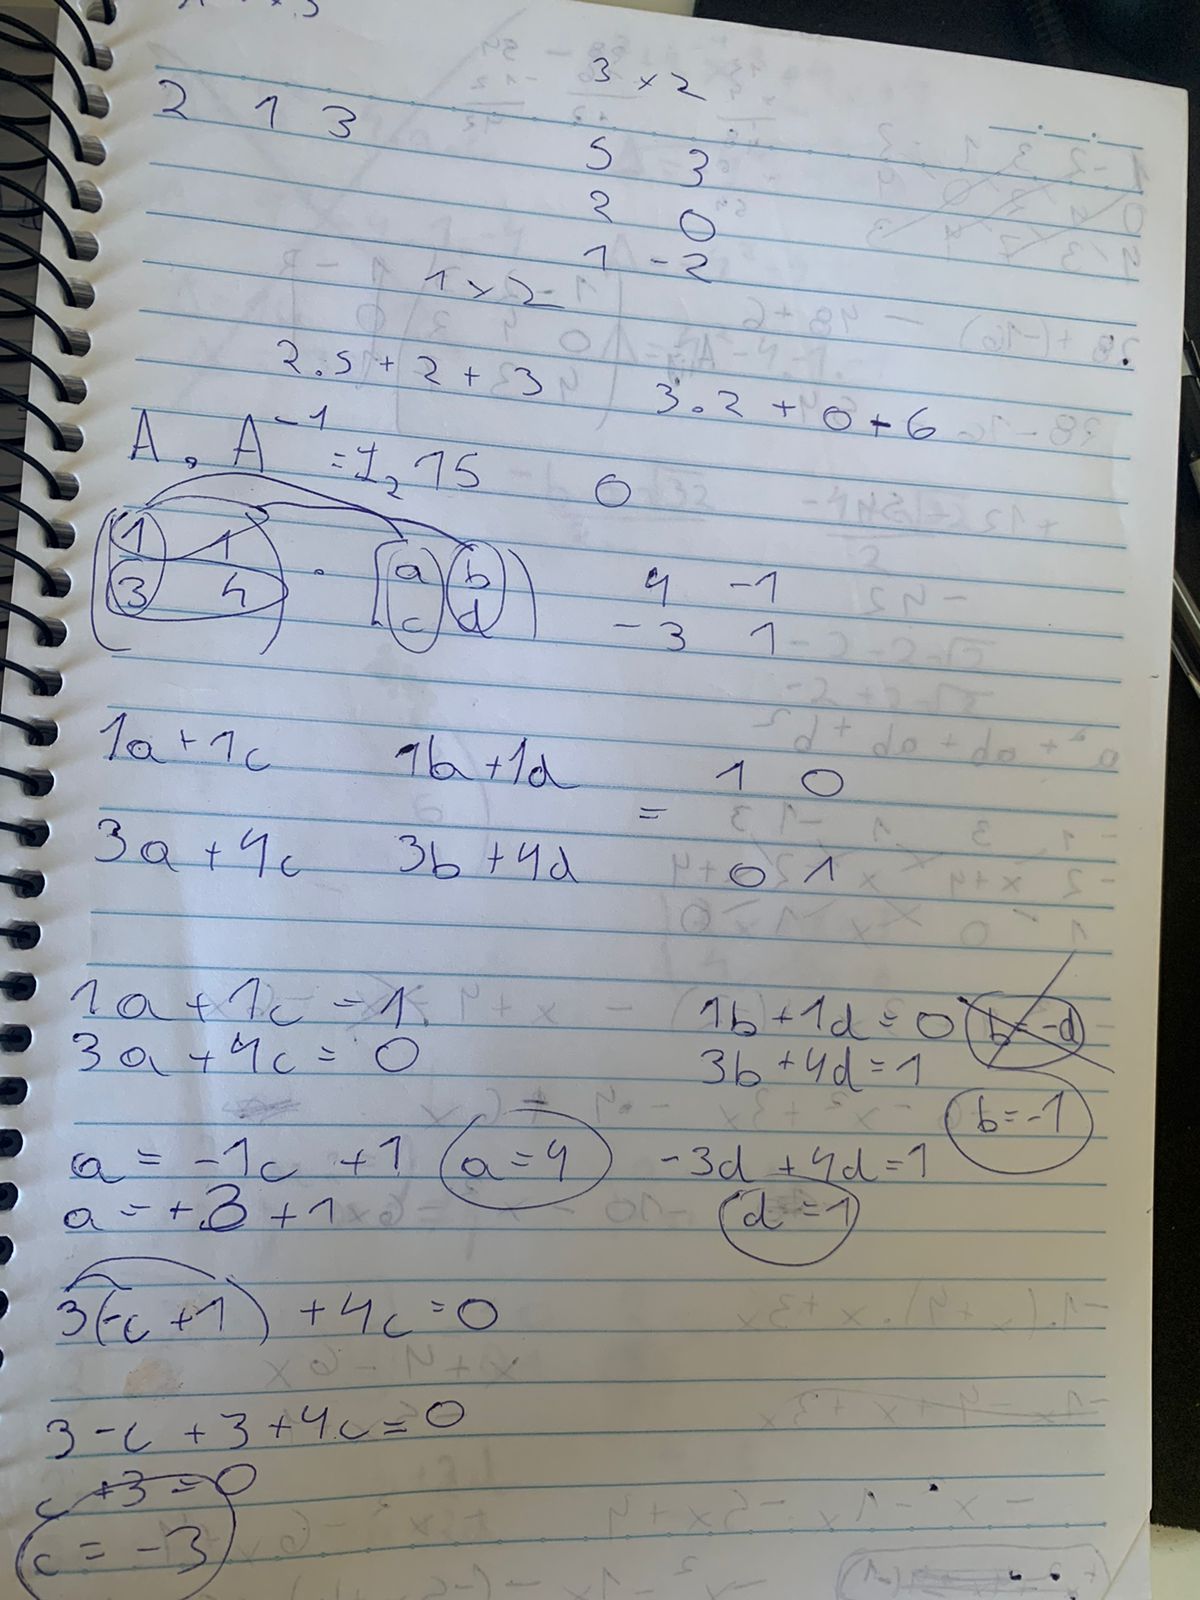 3 x 2
2 1 3
5 3
2 0
1 -2
1 x 2
2.5 + 2 + 3 3.2 + 0 - 6
A . A^-1 = I2 15 0
(1 1 . [a b) 4 -1
3 4) c d -3 1
1a + 1c 1b + 1d 1 0
=
3a + 4c 3b + 4d 0 1
1a + 1c = 1 1b + 1d = 0 b = -d
3a + 4c = 0 3b + 4d = 1
b = -1
a = -1c + 1 a = 4 -3d + 4d = 1
a = +3 + 1 d = 1
3(-c + 1) + 4c = 0
3 - c + 3 + 4c = 0
c + 3 = 0
c = -3